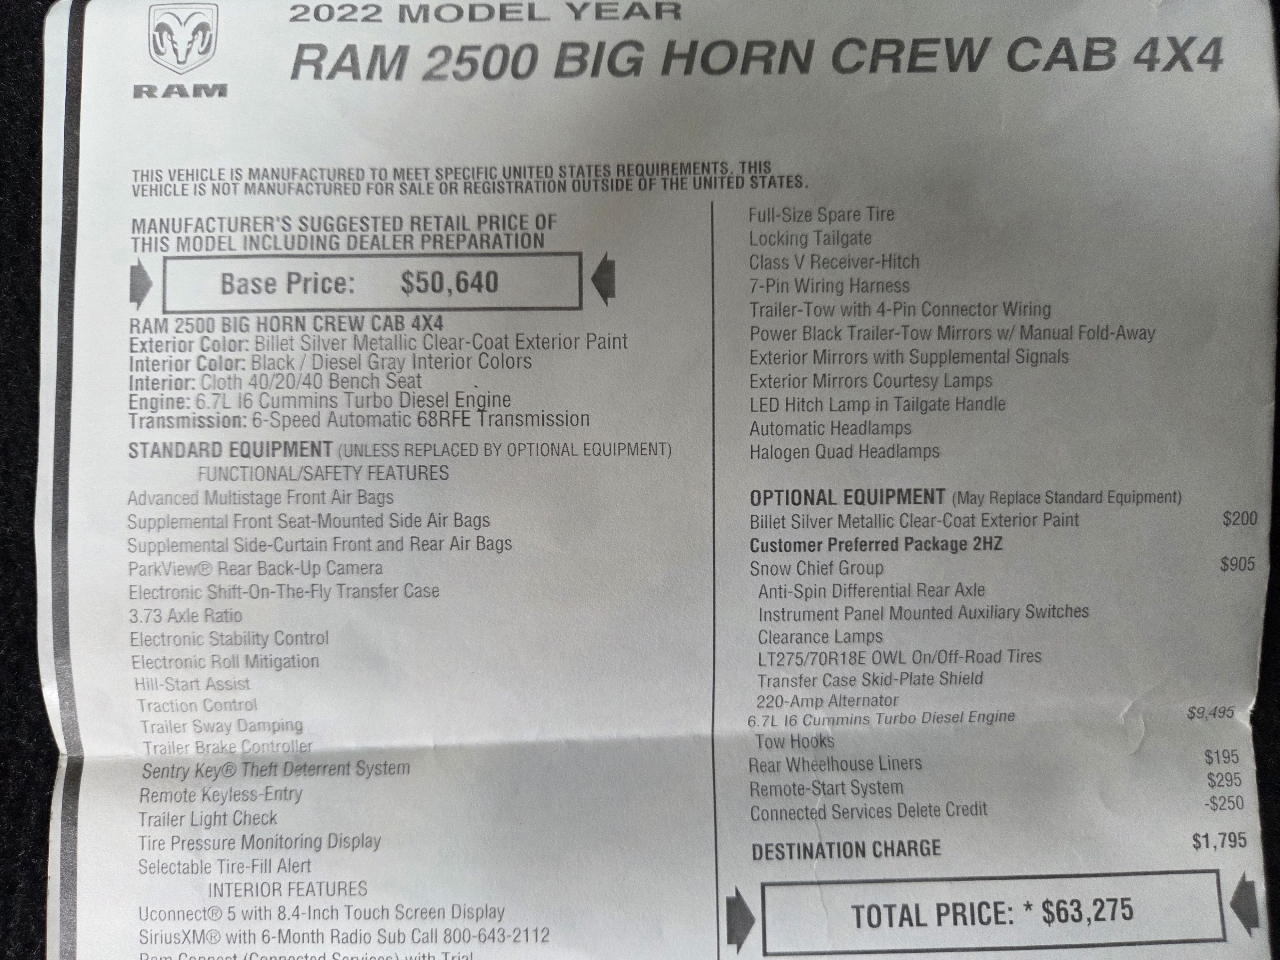 2022 MODEL YEAR
RAM 2500 BIG HORN CREW CAB 4X4
RAM
THIS VEHICLE IS MANUFACTURED TO MEET SPECIFIC UNITED STATES REQUIREMENTS. THIS
VEHICLE IS NOT MANUFACTURED FOR SALE OR REGISTRATION OUTSIDE OF THE UNITED STATES.
MANUFACTURER'S SUGGESTED RETAIL PRICE OF
THIS MODEL INCLUDING DEALER PREPARATION
Base Price: $50,640
RAM 2500 BIG HORN CREW CAB 4X4
Exterior Color: Billet Silver Metallic Clear-Coat Exterior Paint
Interior Color: Black / Diesel Gray Interior Colors
Interior: Cloth 40/20/40 Bench Seat
Engine: 6.7L I6 Cummins Turbo Diesel Engine
Transmission: 6-Speed Automatic 68RFE Transmission
STANDARD EQUIPMENT (UNLESS REPLACED BY OPTIONAL EQUIPMENT)
FUNCTIONAL/SAFETY FEATURES
Advanced Multistage Front Air Bags
Supplemental Front Seat-Mounted Side Air Bags
Supplemental Side-Curtain Front and Rear Air Bags
ParkView® Rear Back-Up Camera
Electronic Shift-On-The-Fly Transfer Case
3.73 Axle Ratio
Electronic Stability Control
Electronic Roll Mitigation
Hill-Start Assist
Traction Control
Trailer Sway Damping
Trailer Brake Controller
Sentry Key® Theft Deterrent System
Remote Keyless-Entry
Trailer Light Check
Tire Pressure Monitoring Display
Selectable Tire-Fill Alert
INTERIOR FEATURES
Uconnect® 5 with 8.4-Inch Touch Screen Display
SiriusXM® with 6-Month Radio Sub Call 800-643-2112
Ram Connect (Connected Services) with Trial
Full-Size Spare Tire
Locking Tailgate
Class V Receiver-Hitch
7-Pin Wiring Harness
Trailer-Tow with 4-Pin Connector Wiring
Power Black Trailer-Tow Mirrors w/ Manual Fold-Away
Exterior Mirrors with Supplemental Signals
Exterior Mirrors Courtesy Lamps
LED Hitch Lamp in Tailgate Handle
Automatic Headlamps
Halogen Quad Headlamps
OPTIONAL EQUIPMENT (May Replace Standard Equipment)
Billet Silver Metallic Clear-Coat Exterior Paint $200
Customer Preferred Package 2HZ
Snow Chief Group $905
Anti-Spin Differential Rear Axle
Instrument Panel Mounted Auxiliary Switches
Clearance Lamps
LT275/70R18E OWL On/Off-Road Tires
Transfer Case Skid-Plate Shield
220-Amp Alternator
6.7L I6 Cummins Turbo Diesel Engine $9,495
Tow Hooks
Rear Wheelhouse Liners $195
Remote-Start System $295
Connected Services Delete Credit -$250
DESTINATION CHARGE $1,795
TOTAL PRICE: * $63,275